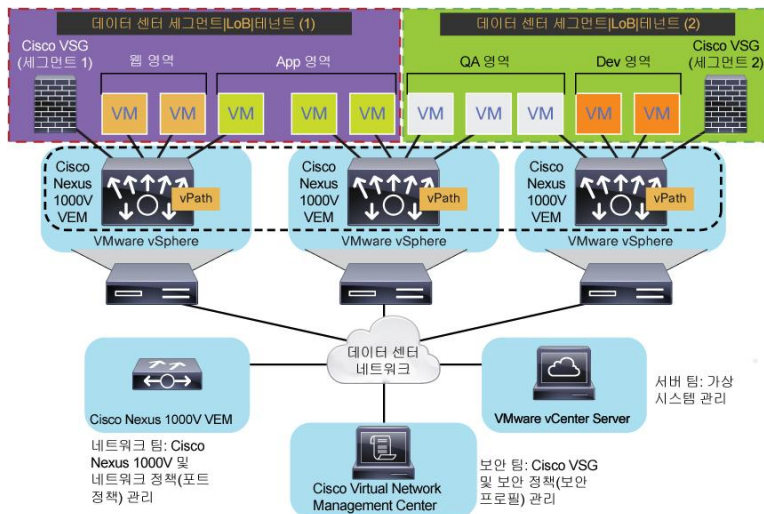 데이터 센터 세그먼트|LoB|테넌트 (1)
데이터 센터 세그먼트|LoB|테넌트 (2)
Cisco VSG
(세그먼트 1)
웹 영역
App 영역
QA 영역
Dev 영역
Cisco VSG
(세그먼트 2)
VM
VM
VM
VM
VM
VM
VM
VM
VM
VM
Cisco
Nexus
1000V
VEM
vPath
VMware vSphere
Cisco
Nexus
1000V
VEM
vPath
VMware vSphere
Cisco
Nexus
1000V
VEM
vPath
VMware vSphere
데이터 센터
네트워크
Cisco Nexus 1000V VEM
네트워크 팀: Cisco
Nexus 1000V 및
네트워크 정책(포트
정책) 관리
Cisco Virtual Network
Management Center
보안 팀: Cisco VSG
및 보안 정책(보안
프로필) 관리
VMware vCenter Server
서버 팀: 가상
시스템 관리